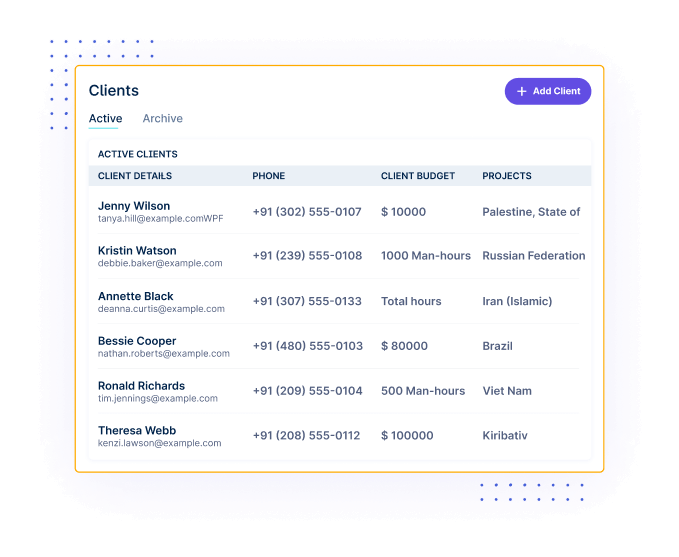 Clients
+ Add Client
Active Archive
ACTIVE CLIENTS
CLIENT DETAILS PHONE CLIENT BUDGET PROJECTS
Jenny Wilson
tanya.hill@example.comWPF
+91 (302) 555-0107 $ 10000 Palestine, State of
Kristin Watson
debbie.baker@example.com
+91 (239) 555-0108 1000 Man-hours Russian Federation
Annette Black
deanna.curtis@example.com
+91 (307) 555-0133 Total hours Iran (Islamic)
Bessie Cooper
nathan.roberts@example.com
+91 (480) 555-0103 $ 80000 Brazil
Ronald Richards
tim.jennings@example.com
+91 (209) 555-0104 500 Man-hours Viet Nam
Theresa Webb
kenzi.lawson@example.com
+91 (208) 555-0112 $ 100000 Kiribativ